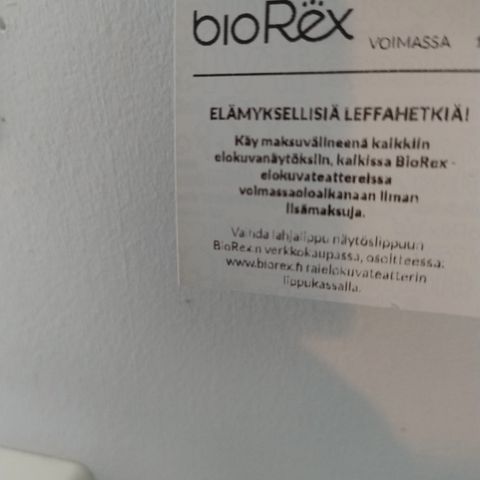 bioRëx
VOIMASSA
ELÄMYKSELLISIÄ LEFFAHETKIÄ!
Käy maksuvälineenä kaikkiin
elokuvanäytöksiin, kaikissa BioRex -
elokuvateattereissa
voimassaoloaikanaan ilman
lisämaksuja.
Vaihda lahjalippu näytöslippuun
BioRex:n verkkokaupassa, osoitteessa:
www.biorex.fi tai elokuvateatterin
lippukassalla.